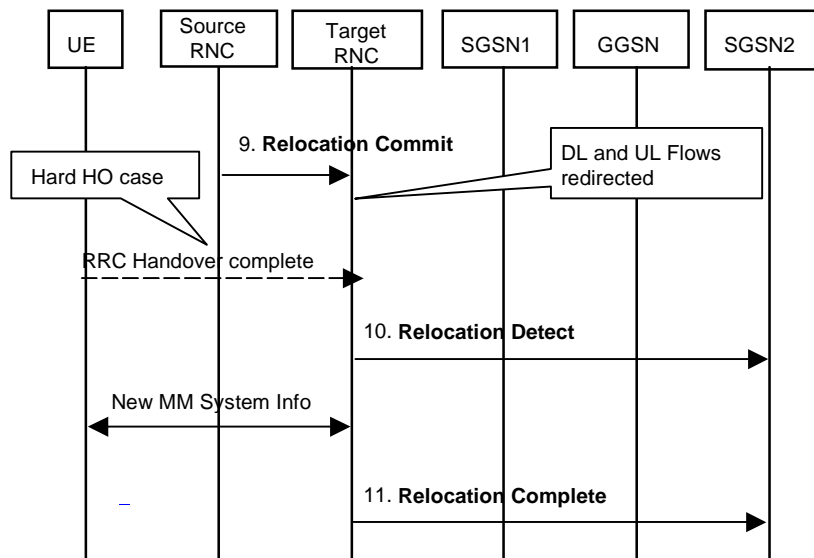 UE
Source
RNC
Target
RNC
SGSN1
GGSN
SGSN2
9. Relocation Commit
DL and UL Flows
redirected
Hard HO case
RRC Handover complete
10. Relocation Detect
New MM System Info
11. Relocation Complete